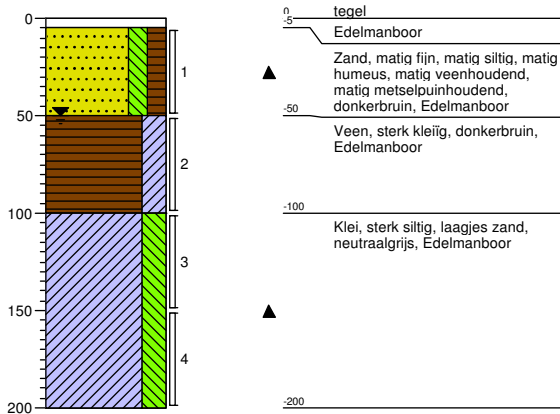 0
50
100
150
200
1
2
3
4
0
tegel
-5
Edelmanboor
Zand, matig fijn, matig siltig, matig
humeus, matig veenhoudend,
matig metselpuinhoudend,
donkerbruin, Edelmanboor
-50
Veen, sterk kleiïg, donkerbruin,
Edelmanboor
-100
Klei, sterk siltig, laagjes zand,
neutraalgrijs, Edelmanboor
-200